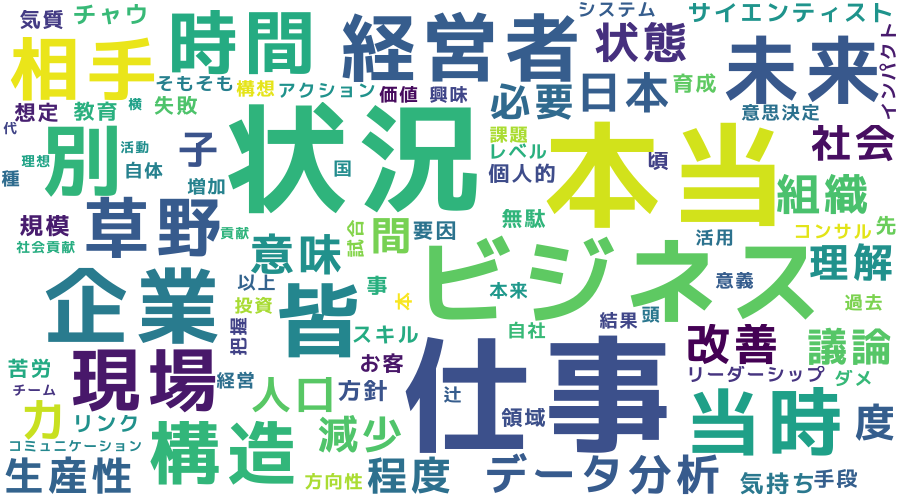 気質
チャウ
時間
経営者
システム
サイエンティスト
相手
状態
未来
インパクト
そもそも
構想
アクション
価値
興味
必要
日本
育成
想定
教育
横
失敗
意思決定
代
別
活動
理想
自体
子
状況
国
課題
レベル
個人的
本当
頃
社会
種
増加
組織
規模
草野
貢献
社会貢献
意味
試合
間
要因
無駄
活用
コンサル
先
理解
企業
以上
投資
皆
事
本
ビジネス
本来
意義
過去
把握
スキル
自社
結果
頭
改善
議論
苦労
現場
経営
お客
方針
仕事
辻
領域
リーダーシップ
ダメ
チーム
力
リンク
人口
減少
当時
度
コミュニケーション
構造
生産性
方向性
程度
データ分析
気持ち
手段